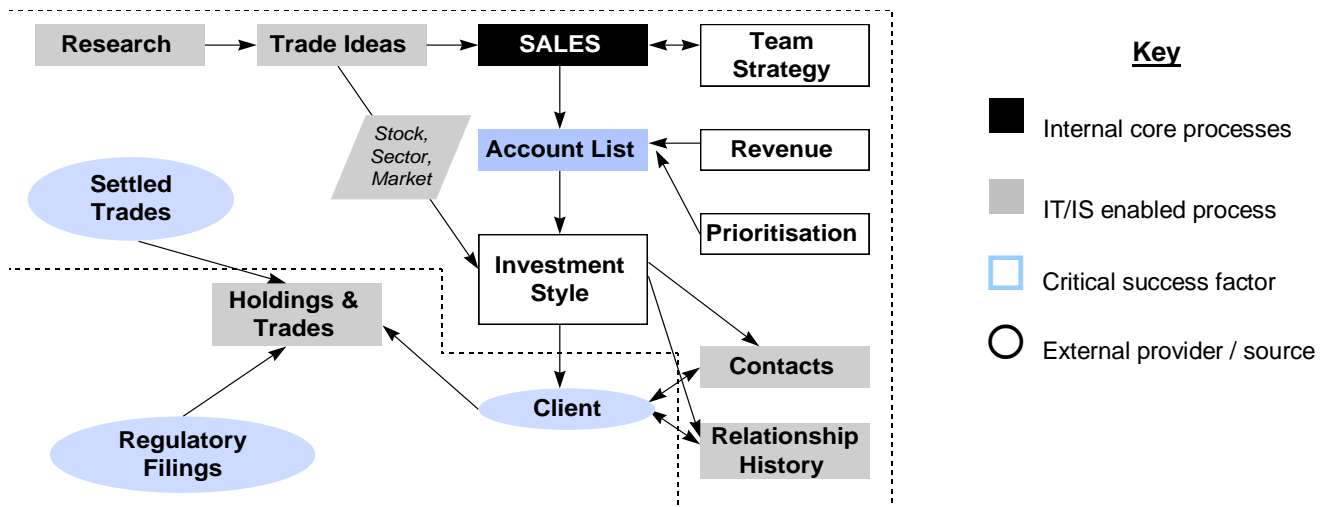 Research
Trade Ideas
SALES
Team
Strategy
Key
Internal core processes
Stock,
Sector,
Market
Account List
Revenue
Settled
Trades
IT/IS enabled process
Prioritisation
Investment
Style
Critical success factor
Holdings &
Trades
External provider / source
Contacts
Client
Regulatory
Filings
Relationship
History